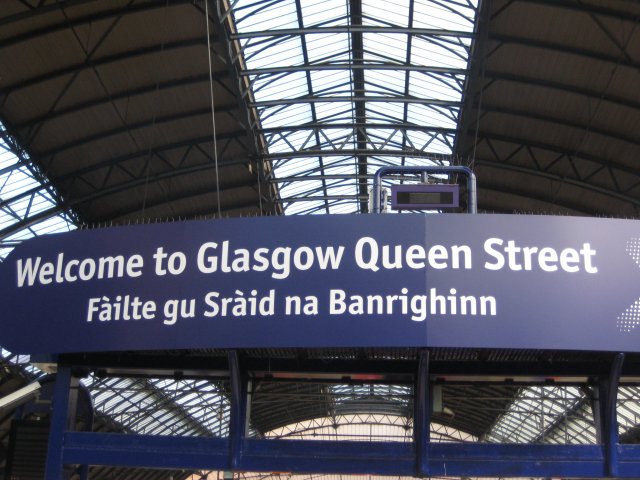 Welcome to Glasgow Queen Street
Fàilte gu Sràid na Banrighinn